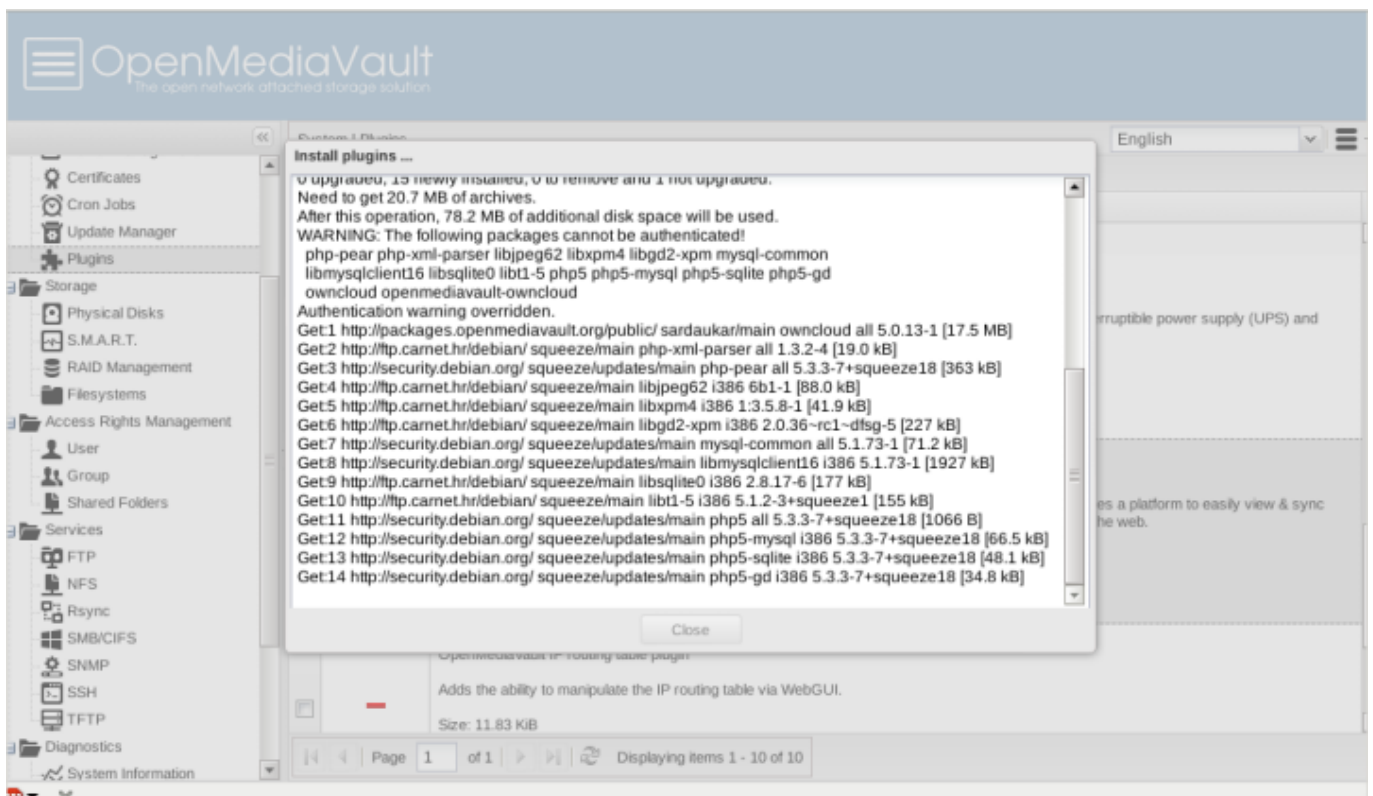 OpenMediaVault
The open network attached storage solution
System | Plugins
English
Certificates
Cron Jobs
Update Manager
Plugins
Storage
Physical Disks
S.M.A.R.T.
RAID Management
Filesystems
Access Rights Management
User
Group
Shared Folders
Services
FTP
NFS
Rsync
SMB/CIFS
SNMP
SSH
TFTP
Diagnostics
System Information
Install plugins ...
0 upgraded, 15 newly installed, 0 to remove and 1 not upgraded.
Need to get 20.7 MB of archives.
After this operation, 78.2 MB of additional disk space will be used.
WARNING: The following packages cannot be authenticated!
php-pear php-xml-parser libjpeg62 libxpm4 libgd2-xpm mysql-common
libmysqlclient16 libsqlite0 libt1-5 php5 php5-mysql php5-sqlite php5-gd
owncloud openmediavault-owncloud
Authentication warning overridden.
Get:1 http://packages.openmediavault.org/public/ sardaukar/main owncloud all 5.0.13-1 [17.5 MB]
Get:2 http://ftp.carnet.hr/debian/ squeeze/main php-xml-parser all 1.3.2-4 [19.0 kB]
Get:3 http://security.debian.org/ squeeze/updates/main php-pear all 5.3.3-7+squeeze18 [363 kB]
Get:4 http://ftp.carnet.hr/debian/ squeeze/main libjpeg62 i386 6b1-1 [88.0 kB]
Get:5 http://ftp.carnet.hr/debian/ squeeze/main libxpm4 i386 1:3.5.8-1 [41.9 kB]
Get:6 http://ftp.carnet.hr/debian/ squeeze/main libgd2-xpm i386 2.0.36~rc1~dfsg-5 [227 kB]
Get:7 http://security.debian.org/ squeeze/updates/main mysql-common all 5.1.73-1 [71.2 kB]
Get:8 http://security.debian.org/ squeeze/updates/main libmysqlclient16 i386 5.1.73-1 [1927 kB]
Get:9 http://ftp.carnet.hr/debian/ squeeze/main libsqlite0 i386 2.8.17-6 [177 kB]
Get:10 http://ftp.carnet.hr/debian/ squeeze/main libt1-5 i386 5.1.2-3+squeeze1 [155 kB]
Get:11 http://security.debian.org/ squeeze/updates/main php5 all 5.3.3-7+squeeze18 [1066 B]
Get:12 http://security.debian.org/ squeeze/updates/main php5-mysql i386 5.3.3-7+squeeze18 [66.5 kB]
Get:13 http://security.debian.org/ squeeze/updates/main php5-sqlite i386 5.3.3-7+squeeze18 [48.1 kB]
Get:14 http://security.debian.org/ squeeze/updates/main php5-gd i386 5.3.3-7+squeeze18 [34.8 kB]
Close
erruptible power supply (UPS) and
es a platform to easily view & sync
he web.
OpenMediaVault IP routing table plugin
Adds the ability to manipulate the IP routing table via WebGUI.
Size: 11.83 KiB
Page 1 of 1
Displaying items 1 - 10 of 10